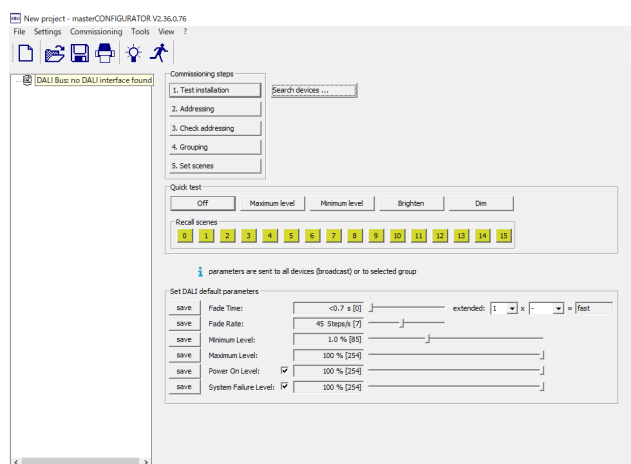 New project - masterCONFIGURATOR V2.36.0.76
File Settings Commissioning Tools View ?
DALI Bus: no DALI interface found
Commissioning steps
1. Test installation
Search devices ...
2. Addressing
3. Check addressing
4. Grouping
5. Set scenes
Quick test
Off Maximum level Minimum level Brighten Dim
Recall scenes
0 1 2 3 4 5 6 7 8 9 10 11 12 13 14 15
i parameters are sent to all devices (broadcast) or to selected group
Set DALI default parameters
save Fade Time: <0.7 s [0] extended: 1 x - = fast
save Fade Rate: 45 Steps/s [7]
save Minimum Level: 1.0 % [85]
save Maximum Level: 100 % [254]
save Power On Level: 100 % [254]
save System Failure Level: 100 % [254]